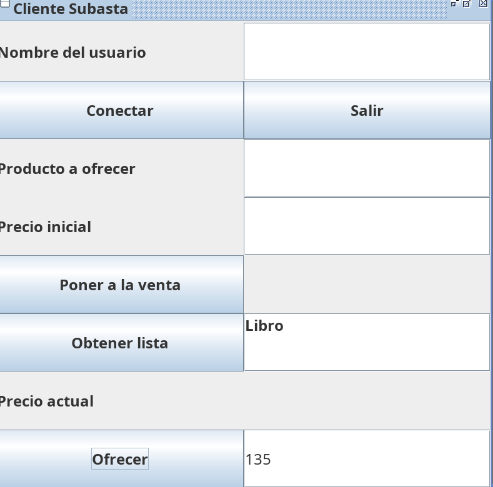 Cliente Subasta
Nombre del usuario
Conectar
Salir
Producto a ofrecer
Precio inicial
Poner a la venta
Obtener lista
Libro
Precio actual
Ofrecer
135